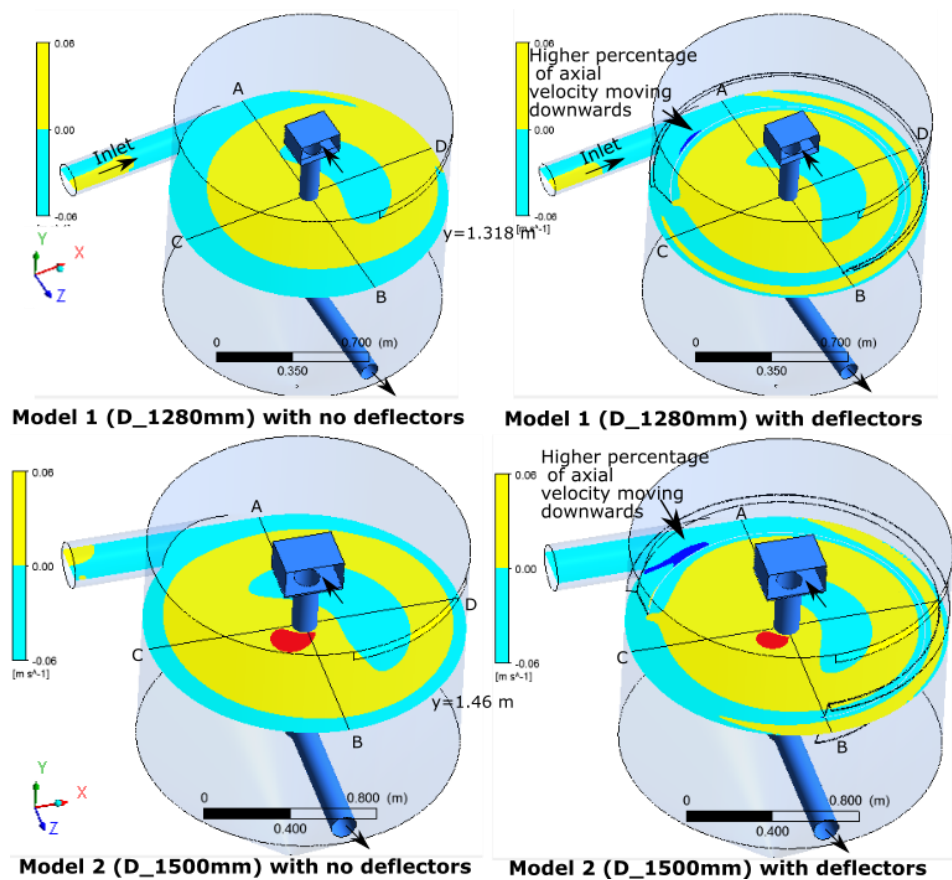 0.06
0.00
-0.06
[m s^-1]
Inlet
A
D
C
B
y=1.318 m
Y
X
Z
0
0.700 (m)
0.350
Model 1 (D_1280mm) with no deflectors
0.06
0.00
-0.06
[m s^-1]
Higher percentage
of axial
velocity moving
downwards
Inlet
A
D
C
B
0
0.700 (m)
0.350
Model 1 (D_1280mm) with deflectors
0.06
0.00
-0.06
[m s^-1]
A
D
C
B
y=1.46 m
Y
X
Z
0
0.800 (m)
0.400
Model 2 (D_1500mm) with no deflectors
0.06
0.00
-0.06
[m s^-1]
Higher percentage
of axial
velocity moving
downwards
A
D
C
B
0
0.800 (m)
0.400
Model 2 (D_1500mm) with deflectors